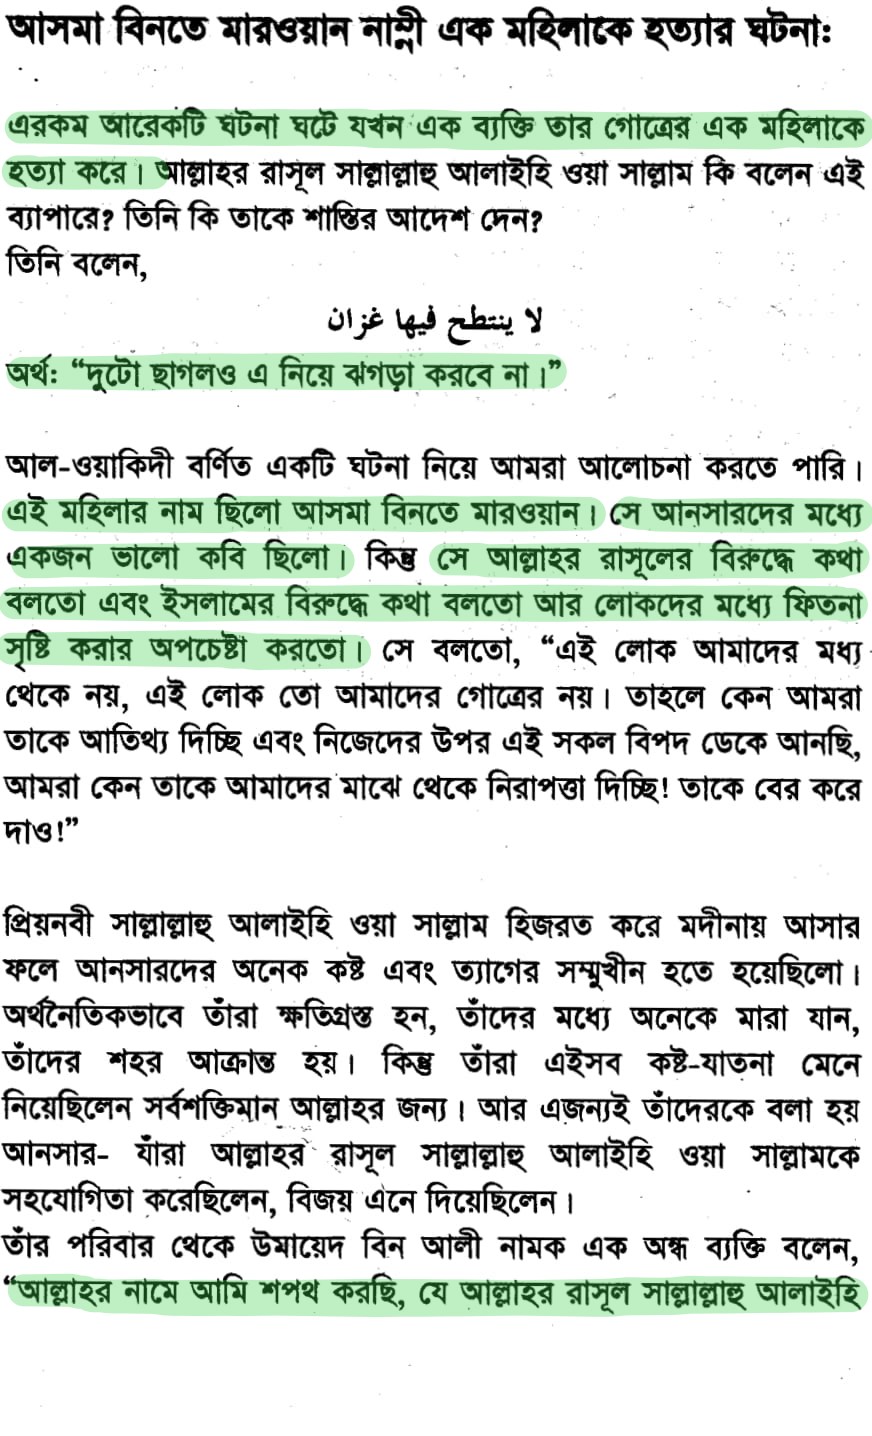 আসমা বিনতে মারওয়ান নাম্নী এক মহিলাকে হত্যার ঘটনা:
এরকম আরেকটি ঘটনা ঘটে যখন এক ব্যক্তি তার গোত্রের এক মহিলাকে
হত্যা করে। আল্লাহর রাসূল সাল্লাল্লাহু আলাইহি ওয়া সাল্লাম কি বলেন এই
ব্যাপারে? তিনি কি তাকে শাস্তির আদেশ দেন?
তিনি বলেন,
لا ينتطح فيها غزان
অর্থ: “দুটো ছাগলও এ নিয়ে ঝগড়া করবে না।”
আল-ওয়াকিদী বর্ণিত একটি ঘটনা নিয়ে আমরা আলোচনা করতে পারি।
এই মহিলার নাম ছিলো আসমা বিনতে মারওয়ান। সে আনসারদের মধ্যে
একজন ভালো কবি ছিলো। কিন্তু সে আল্লাহর রাসূলের বিরুদ্ধে কথা
বলতো এবং ইসলামের বিরুদ্ধে কথা বলতো আর লোকদের মধ্যে ফিতনা
সৃষ্টি করার অপচেষ্টা করতো। সে বলতো, “এই লোক আমাদের মধ্য
থেকে নয়, এই লোক তো আমাদের গোত্রের নয়। তাহলে কেন আমরা
তাকে আতিথ্য দিচ্ছি এবং নিজেদের উপর এই সকল বিপদ ডেকে আনছি,
আমরা কেন তাকে আমাদের মাঝে থেকে নিরাপত্তা দিচ্ছি! তাকে বের করে
দাও!”
প্রিয়নবী সাল্লাল্লাহু আলাইহি ওয়া সাল্লাম হিজরত করে মদীনায় আসার
ফলে আনসারদের অনেক কষ্ট এবং ত্যাগের সম্মুখীন হতে হয়েছিলো।
অর্থনৈতিকভাবে তাঁরা ক্ষতিগ্রস্ত হন, তাঁদের মধ্যে অনেকে মারা যান,
তাঁদের শহর আক্রান্ত হয়। কিন্তু তাঁরা এইসব কষ্ট-যাতনা মেনে
নিয়েছিলেন সর্বশক্তিমান আল্লাহর জন্য। আর এজন্যই তাঁদেরকে বলা হয়
আনসার- যাঁরা আল্লাহর রাসূল সাল্লাল্লাহু আলাইহি ওয়া সাল্লামকে
সহযোগিতা করেছিলেন, বিজয় এনে দিয়েছিলেন।
তাঁর পরিবার থেকে উমায়েদ বিন আলী নামক এক অন্ধ ব্যক্তি বলেন,
“আল্লাহর নামে আমি শপথ করছি, যে আল্লাহর রাসূল সাল্লাল্লাহু আলাইহি